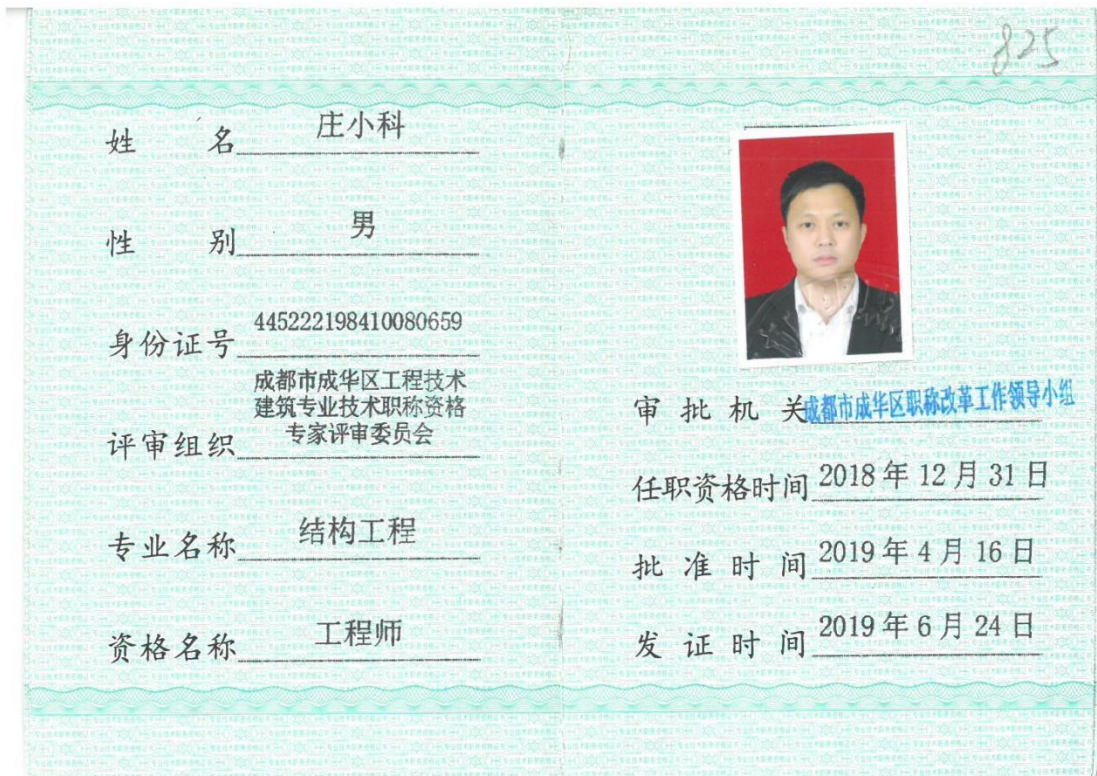 825
姓名 庄小科
性别 男
身份证号 445222198410080659
成都市成华区工程技术
建筑专业技术职称资格
评审组织 专家评审委员会
专业名称 结构工程
资格名称 工程师
审批机关 成都市成华区职称改革工作领导小组
任职资格时间 2018年12月31日
批准时间 2019年4月16日
发证时间 2019年6月24日